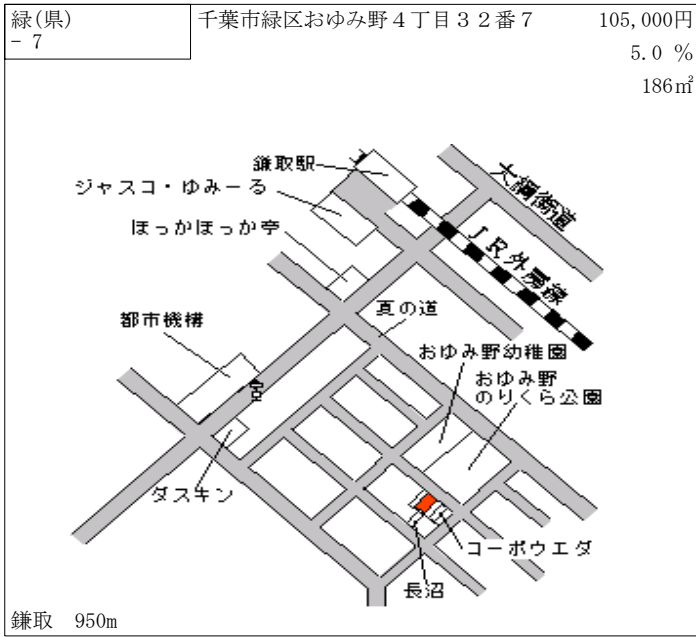 緑(県)
－ 7
千葉市緑区おゆみ野４丁目３２番７
105,000円
5.0 %
186㎡
鎌取駅
大網街道
ジャスコ・ゆみーる
ほっかほっか亭
ＪＲ外房線
真の道
都市機構
おゆみ野幼稚園
おゆみ野
のりくら公園
ダスキン
コーポウエダ
長沼
鎌取　950m